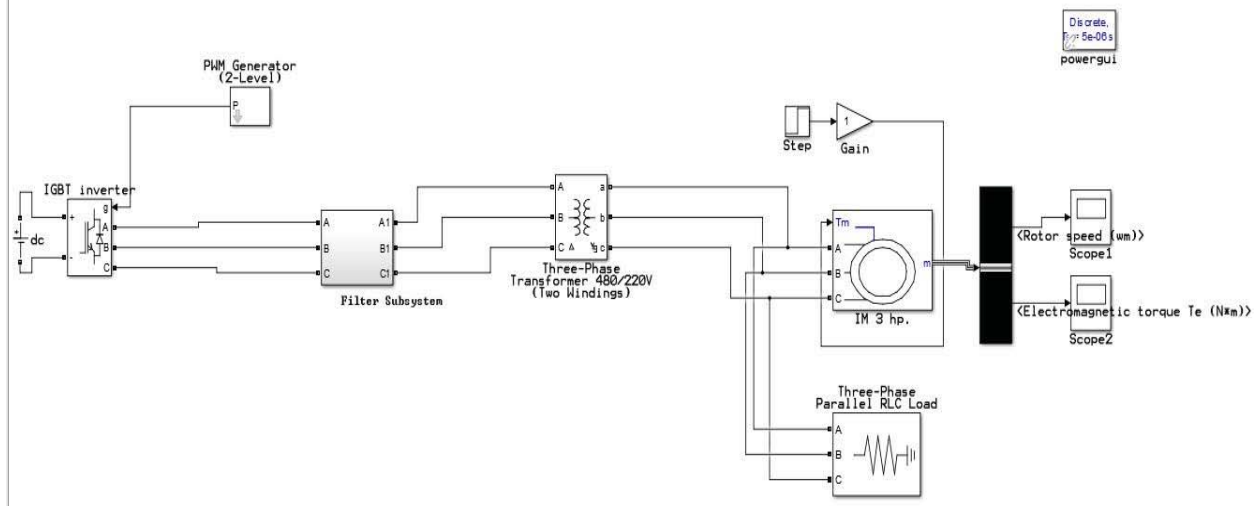 Discrete,
Ts = 5e-06 s
powergui
PWM Generator
(2-Level)
P
Step
1
Gain
IGBT inverter
g
+
-
A
B
C
+
dc
A
B
C
A1
B1
C1
Filter Subsystem
A
B
C
a
b
c
Δ
Yg
Three-Phase
Transformer 480/220V
(Two Windings)
Tm
A
B
C
m
IM 3 hp.
<Rotor speed (wm)>
Scope1
<Electromagnetic torque Te (N*m)>
Scope2
Three-Phase
Parallel RLC Load
A
B
C